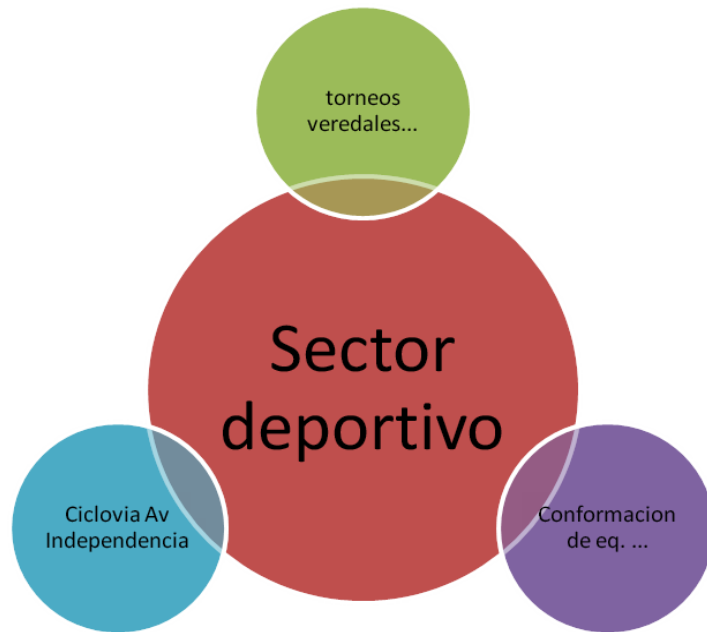 torneos
veredales...
Sector
deportivo
Ciclovia Av
Independencia
Conformacion
de eq. ...